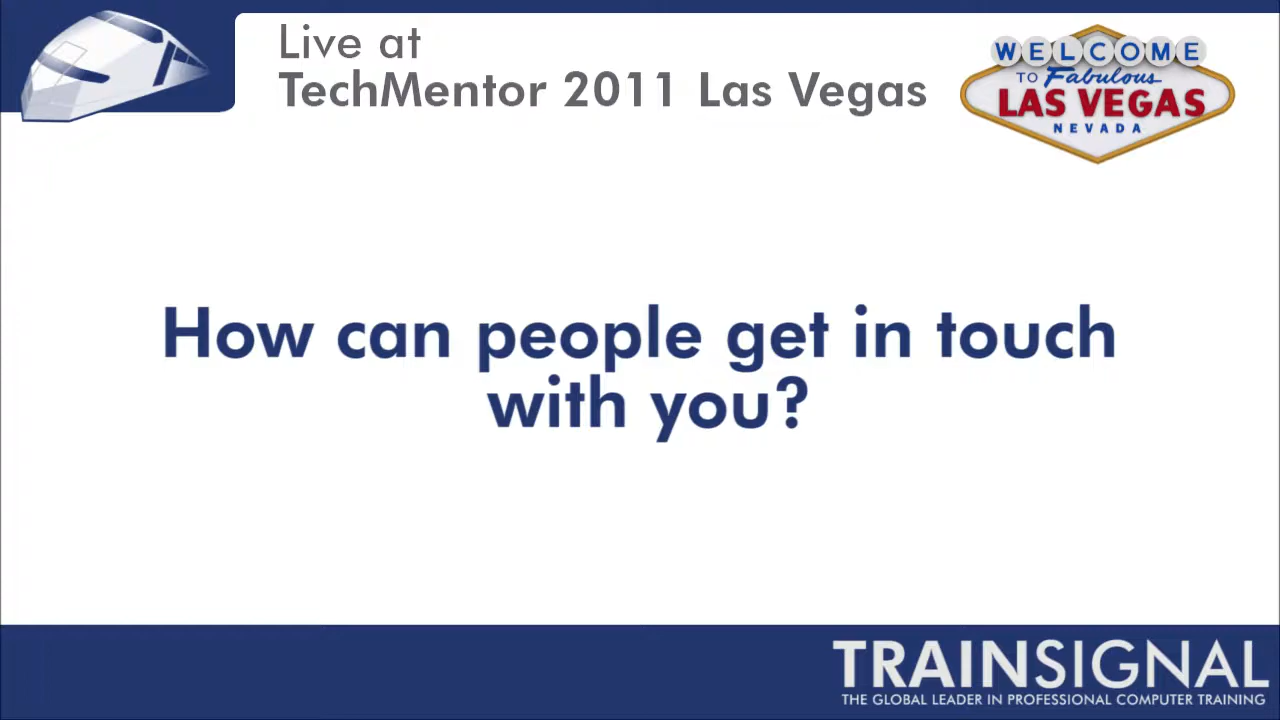 Live at
TechMentor 2011 Las Vegas
WELCOME
TO Fabulous
LAS VEGAS
NEVADA
How can people get in touch
with you?
TRAINSIGNAL
THE GLOBAL LEADER IN PROFESSIONAL COMPUTER TRAINING